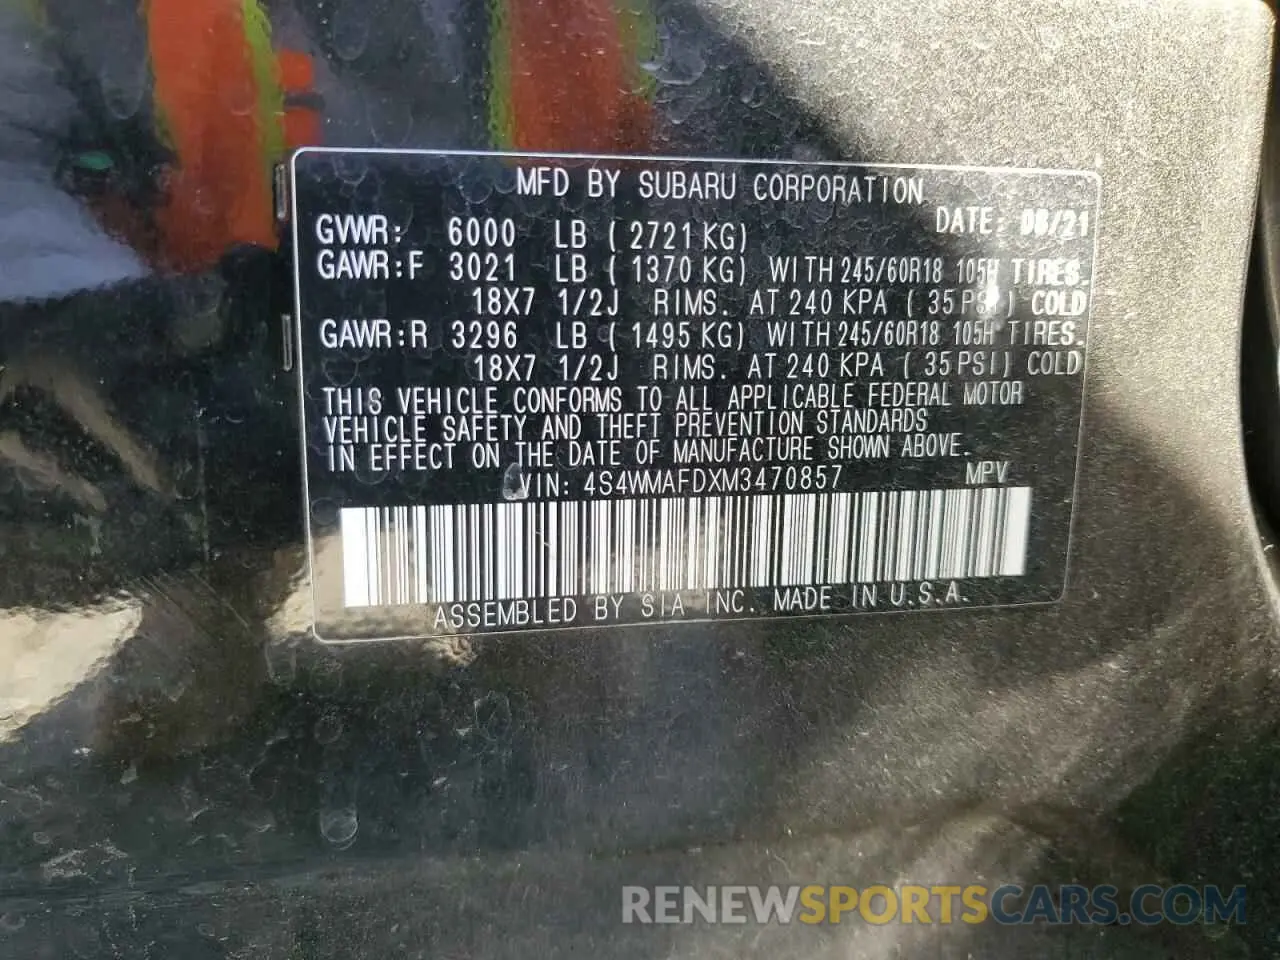 MFD BY SUBARU CORPORATION
DATE: 06/21
GVWR: 6000 LB ( 2721 KG)
GAWR:F 3021 LB ( 1370 KG) WITH 245/60R18 105H TIRES.
18X7 1/2J RIMS. AT 240 KPA ( 35 PSI) COLD
GAWR:R 3296 LB ( 1495 KG) WITH 245/60R18 105H TIRES.
18X7 1/2J RIMS. AT 240 KPA ( 35 PSI) COLD
THIS VEHICLE CONFORMS TO ALL APPLICABLE FEDERAL MOTOR
VEHICLE SAFETY AND THEFT PREVENTION STANDARDS
IN EFFECT ON THE DATE OF MANUFACTURE SHOWN ABOVE.
VIN: 4S4WMAFDXM3470857 MPV
ASSEMBLED BY SIA INC. MADE IN U.S.A.
RENEWSPORTSCARS.COM